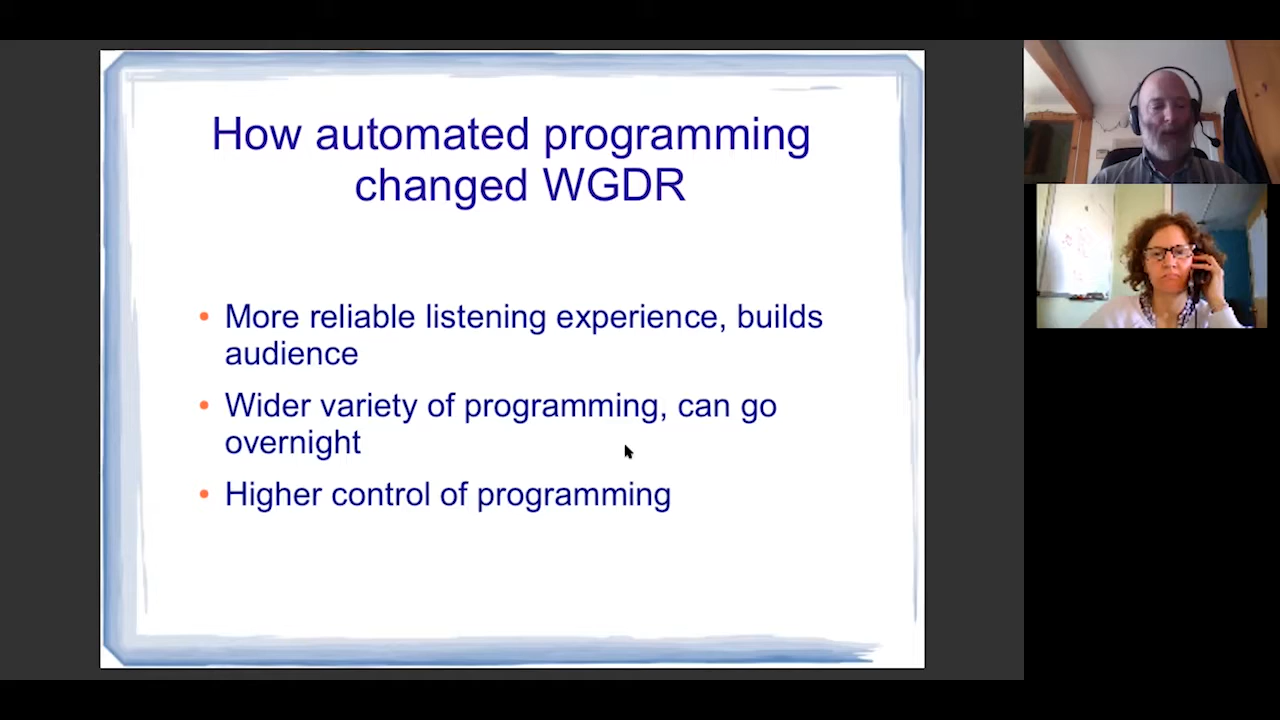 How automated programming
changed WGDR
• More reliable listening experience, builds
audience
• Wider variety of programming, can go
overnight
• Higher control of programming